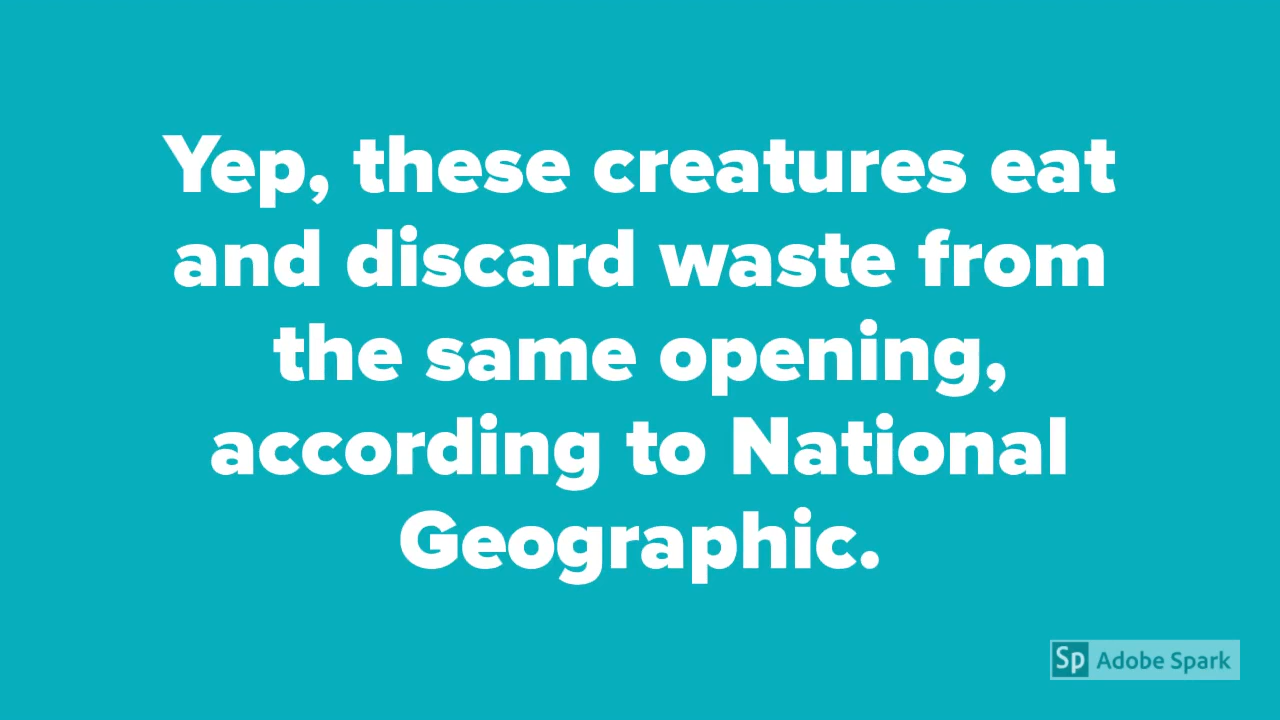 Yep, these creatures eat
and discard waste from
the same opening,
according to National
Geographic.
Sp Adobe Spark